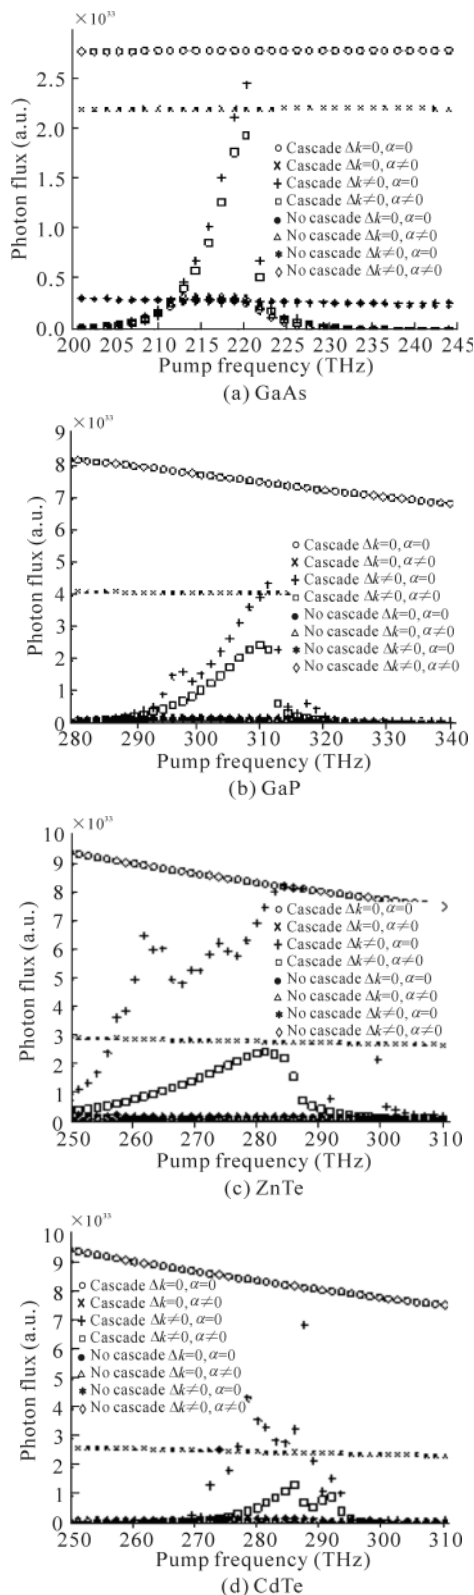 ×10³³
2.5
2.0
1.5
1.0
0.5
0.0
Photon flux (a.u.)
Cascade Δk=0, α=0
Cascade Δk=0, α≠0
Cascade Δk≠0, α=0
Cascade Δk≠0, α≠0
No cascade Δk=0, α=0
No cascade Δk=0, α≠0
No cascade Δk≠0, α=0
No cascade Δk≠0, α≠0
200 205 210 215 220 225 230 235 240 245
Pump frequency (THz)
(a) GaAs
×10³³
9
8
7
6
5
4
3
2
1
0
Photon flux (a.u.)
Cascade Δk=0, α=0
Cascade Δk=0, α≠0
Cascade Δk≠0, α=0
Cascade Δk≠0, α≠0
No cascade Δk=0, α=0
No cascade Δk=0, α≠0
No cascade Δk≠0, α=0
No cascade Δk≠0, α≠0
280 290 300 310 320 330 340
Pump frequency (THz)
(b) GaP
×10³³
10
9
8
7
6
5
4
3
2
1
0
Photon flux (a.u.)
Cascade Δk=0, α=0
Cascade Δk=0, α≠0
Cascade Δk≠0, α=0
Cascade Δk≠0, α≠0
No cascade Δk=0, α=0
No cascade Δk=0, α≠0
No cascade Δk≠0, α=0
No cascade Δk≠0, α≠0
250 260 270 280 290 300 310
Pump frequency (THz)
(c) ZnTe
×10³³
10
9
8
7
6
5
4
3
2
1
0
Photon flux (a.u.)
Cascade Δk=0, α=0
Cascade Δk=0, α≠0
Cascade Δk≠0, α=0
Cascade Δk≠0, α≠0
No cascade Δk=0, α=0
No cascade Δk=0, α≠0
No cascade Δk≠0, α=0
No cascade Δk≠0, α≠0
250 260 274 280 290 300 310
Pump frequency (THz)
(d) CdTe